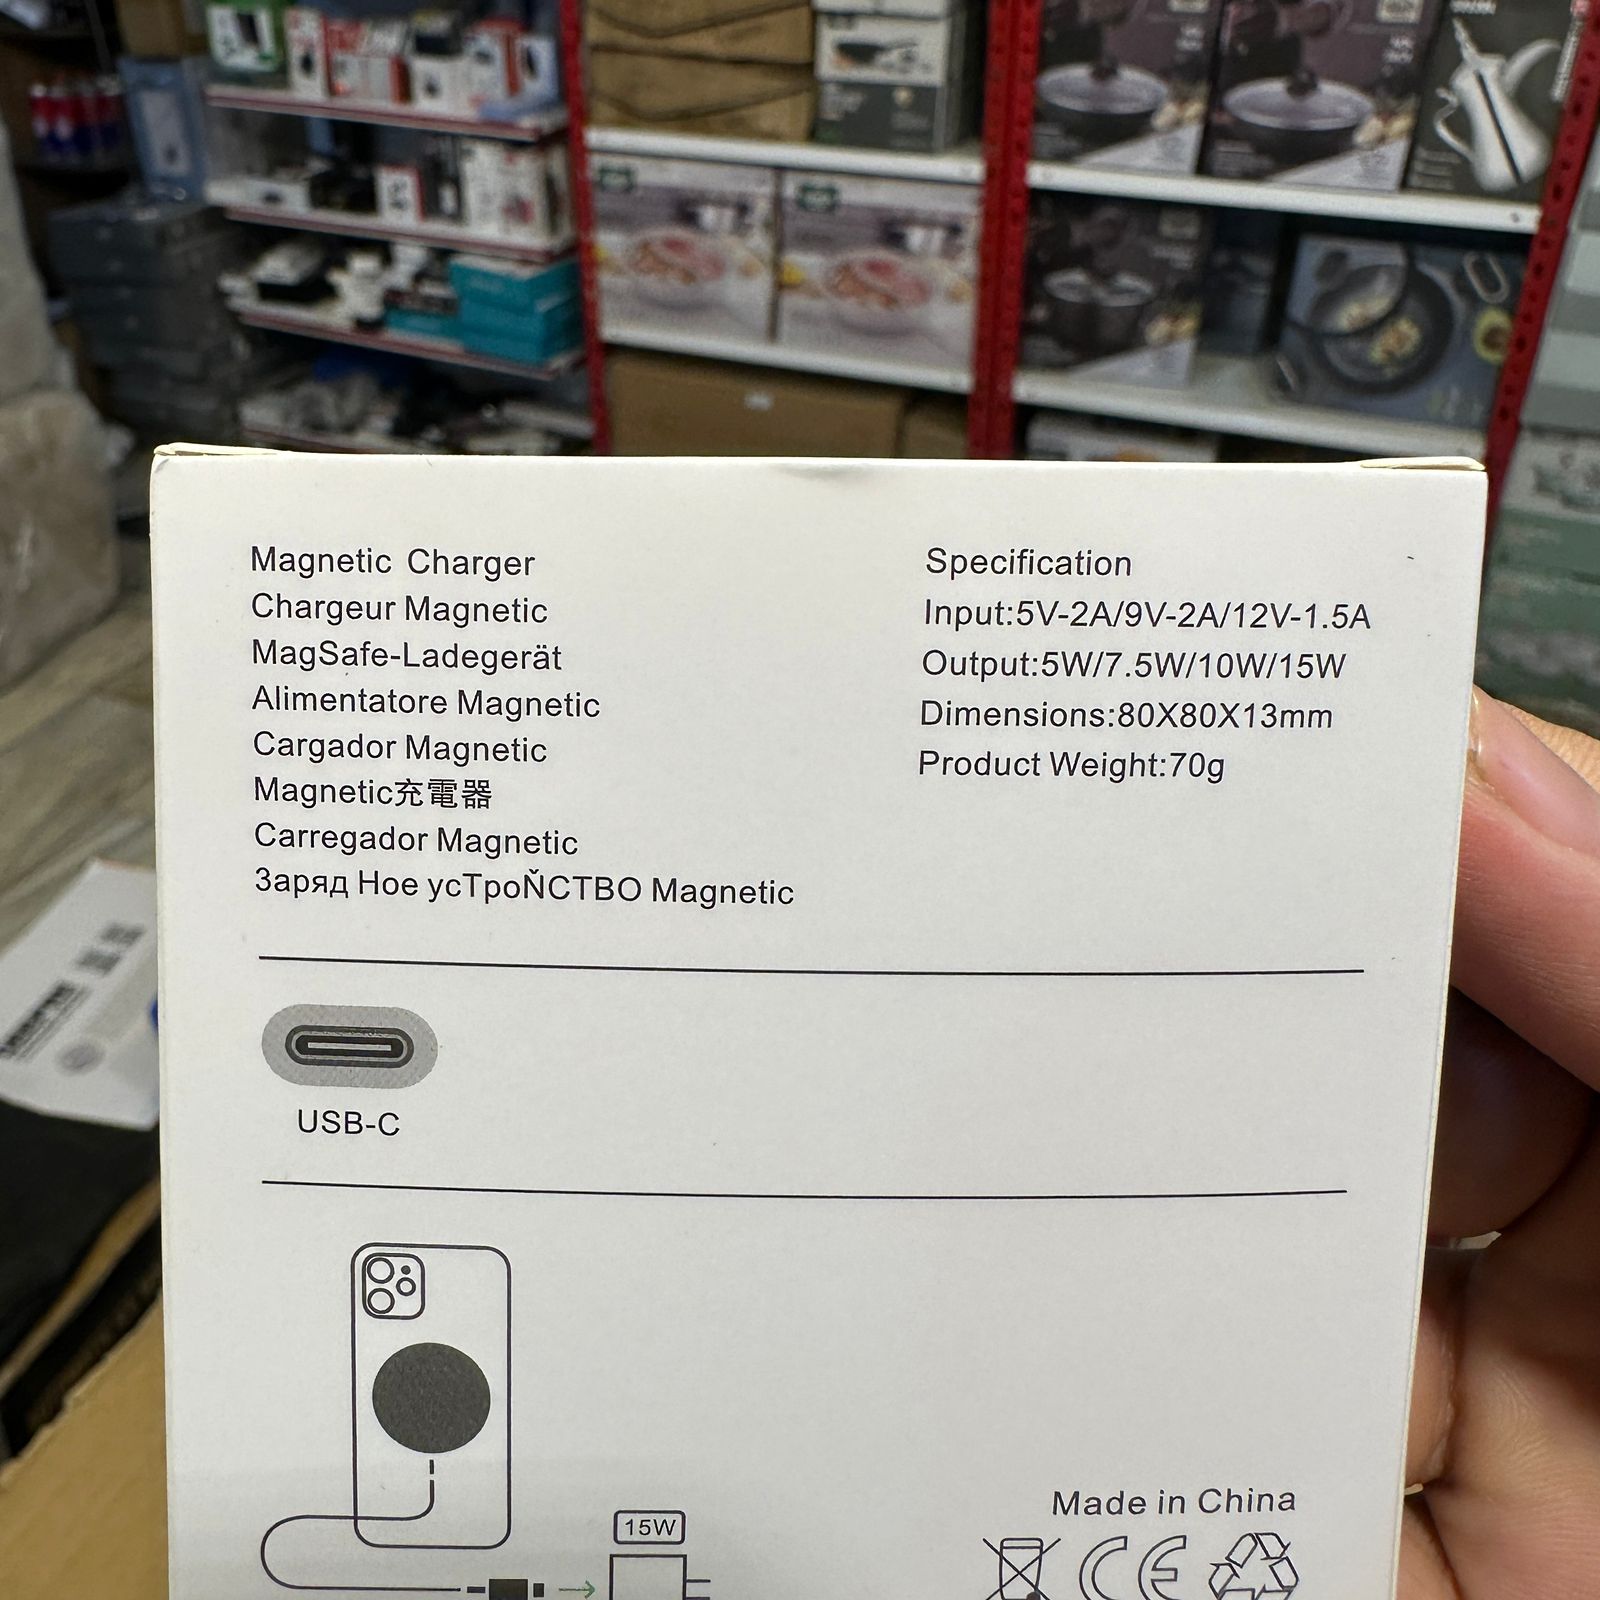 Magnetic Charger
Chargeur Magnetic
MagSafe-Ladegerät
Alimentatore Magnetic
Cargador Magnetic
Magnetic充電器
Carregador Magnetic
Заряд Ное усТроŇСТВО Magnetic
Specification
Input:5V-2A/9V-2A/12V-1.5A
Output:5W/7.5W/10W/15W
Dimensions:80X80X13mm
Product Weight:70g
USB-C
15W
Made in China
CE